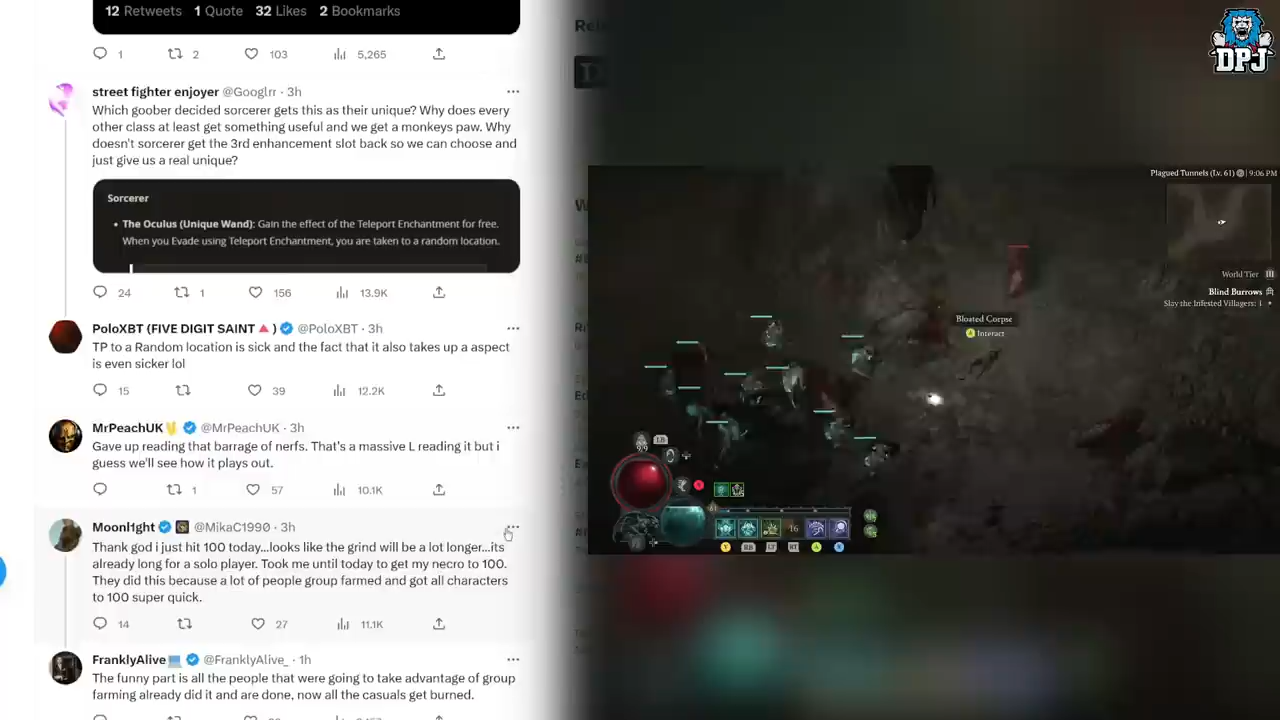 12 Retweets 1 Quote 32 Likes 2 Bookmarks
1 2 103 5,265
street fighter enjoyer @Googlrr · 3h
Which goober decided sorcerer gets this as their unique? Why does every
other class at least get something useful and we get a monkeys paw. Why
doesn't sorcerer get the 3rd enhancement slot back so we can choose and
just give us a real unique?
Sorcerer
• The Oculus (Unique Wand): Gain the effect of the Teleport Enchantment for free.
When you Evade using Teleport Enchantment, you are taken to a random location.
24 1 156 13.9K
PoloXBT (FIVE DIGIT SAINT 🔺) @PoloXBT · 3h
TP to a Random location is sick and the fact that it also takes up a aspect
is even sicker lol
15 39 12.2K
MrPeachUK @MrPeachUK · 3h
Gave up reading that barrage of nerfs. That's a massive L reading it but i
guess we'll see how it plays out.
1 57 10.1K
Moonl1ght @MikaC1990 · 3h
Thank god i just hit 100 today...looks like the grind will be a lot longer...its
already long for a solo player. Took me until today to get my necro to 100.
They did this because a lot of people group farmed and got all characters
to 100 super quick.
14 27 11.1K
FranklyAlive @FranklyAlive_ · 1h
The funny part is all the people that were going to take advantage of group
farming already did it and are done, now all the casuals get burned.
DPJ
Plagued Tunnels (Lv. 61) 9:06 PM
World Tier III
Blind Burrows
Slay the Infested Villagers: 1
Bloated Corpse
A Interact
LB
61
16
Y RB LT RT A X